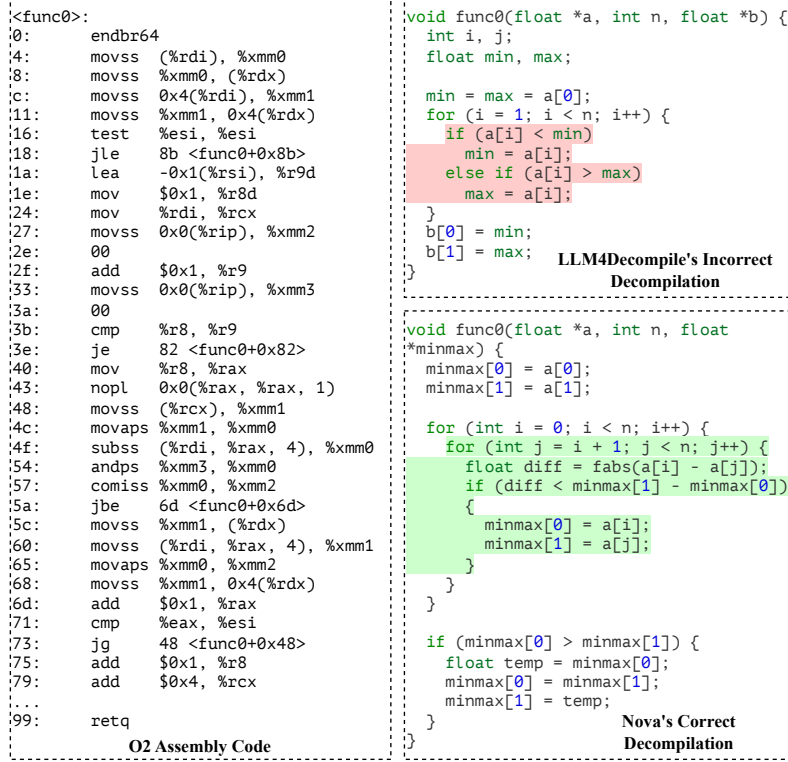 <func0>:
0: endbr64
4: movss (%rdi), %xmm0
8: movss %xmm0, (%rdx)
c: movss 0x4(%rdi), %xmm1
11: movss %xmm1, 0x4(%rdx)
16: test %esi, %esi
18: jle 8b <func0+0x8b>
1a: lea -0x1(%rsi), %r9d
1e: mov $0x1, %r8d
24: mov %rdi, %rcx
27: movss 0x0(%rip), %xmm2
2e: 00
2f: add $0x1, %r9
33: movss 0x0(%rip), %xmm3
3a: 00
3b: cmp %r8, %r9
3e: je 82 <func0+0x82>
40: mov %r8, %rax
43: nopl 0x0(%rax, %rax, 1)
48: movss (%rcx), %xmm1
4c: movaps %xmm1, %xmm0
4f: subss (%rdi, %rax, 4), %xmm0
54: andps %xmm3, %xmm0
57: comiss %xmm0, %xmm2
5a: jbe 6d <func0+0x6d>
5c: movss %xmm1, (%rdx)
60: movss (%rdi, %rax, 4), %xmm1
65: movaps %xmm0, %xmm2
68: movss %xmm1, 0x4(%rdx)
6d: add $0x1, %rax
71: cmp %eax, %esi
73: jg 48 <func0+0x48>
75: add $0x1, %r8
79: add $0x4, %rcx
...
99: retq
O2 Assembly Code
void func0(float *a, int n, float *b) {
int i, j;
float min, max;
min = max = a[0];
for (i = 1; i < n; i++) {
if (a[i] < min)
min = a[i];
else if (a[i] > max)
max = a[i];
}
b[0] = min;
b[1] = max;
}
LLM4Decompile's Incorrect
Decompilation
void func0(float *a, int n, float
*minmax) {
minmax[0] = a[0];
minmax[1] = a[1];
for (int i = 0; i < n; i++) {
for (int j = i + 1; j < n; j++) {
float diff = fabs(a[i] - a[j]);
if (diff < minmax[1] - minmax[0])
{
minmax[0] = a[i];
minmax[1] = a[j];
}
}
}
if (minmax[0] > minmax[1]) {
float temp = minmax[0];
minmax[0] = minmax[1];
minmax[1] = temp;
}
}
Nova's Correct
Decompilation